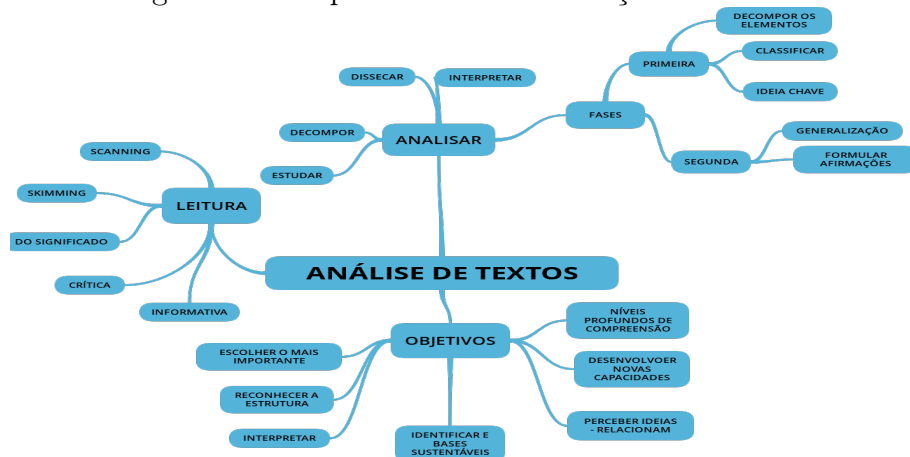 DECOMPOR OS
ELEMENTOS
CLASSIFICAR
PRIMEIRA
IDEIA CHAVE
DISSECAR
INTERPRETAR
FASES
GENERALIZAÇÃO
DECOMPOR
ANALISAR
SEGUNDA
FORMULAR
AFIRMAÇÕES
SCANNING
ESTUDAR
SKIMMING
LEITURA
DO SIGNIFICADO
CRÍTICA
INFORMATIVA
ANÁLISE DE TEXTOS
OBJETIVOS
NÍVEIS
PROFUNDOS DE
COMPREENSÃO
ESCOLHER O MAIS
IMPORTANTE
DESENVOLVOER
NOVAS
CAPACIDADES
RECONHECER A
ESTRUTURA
PERCEBER IDEIAS
- RELACIONAM
INTERPRETAR
IDENTIFICAR E
BASES
SUSTENTÁVEIS